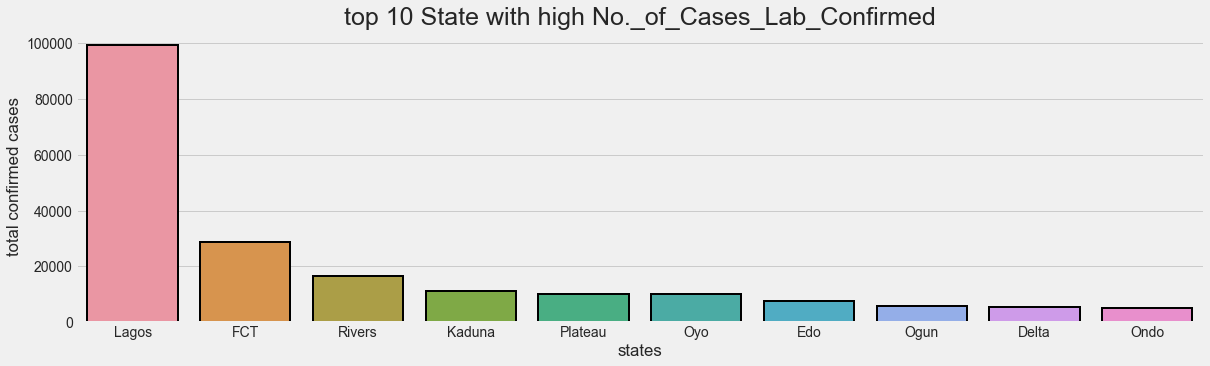 top 10 State with high No._of_Cases_Lab_Confirmed
total confirmed cases
100000
80000
60000
40000
20000
0
Lagos FCT Rivers Kaduna Plateau Oyo Edo Ogun Delta Ondo
states